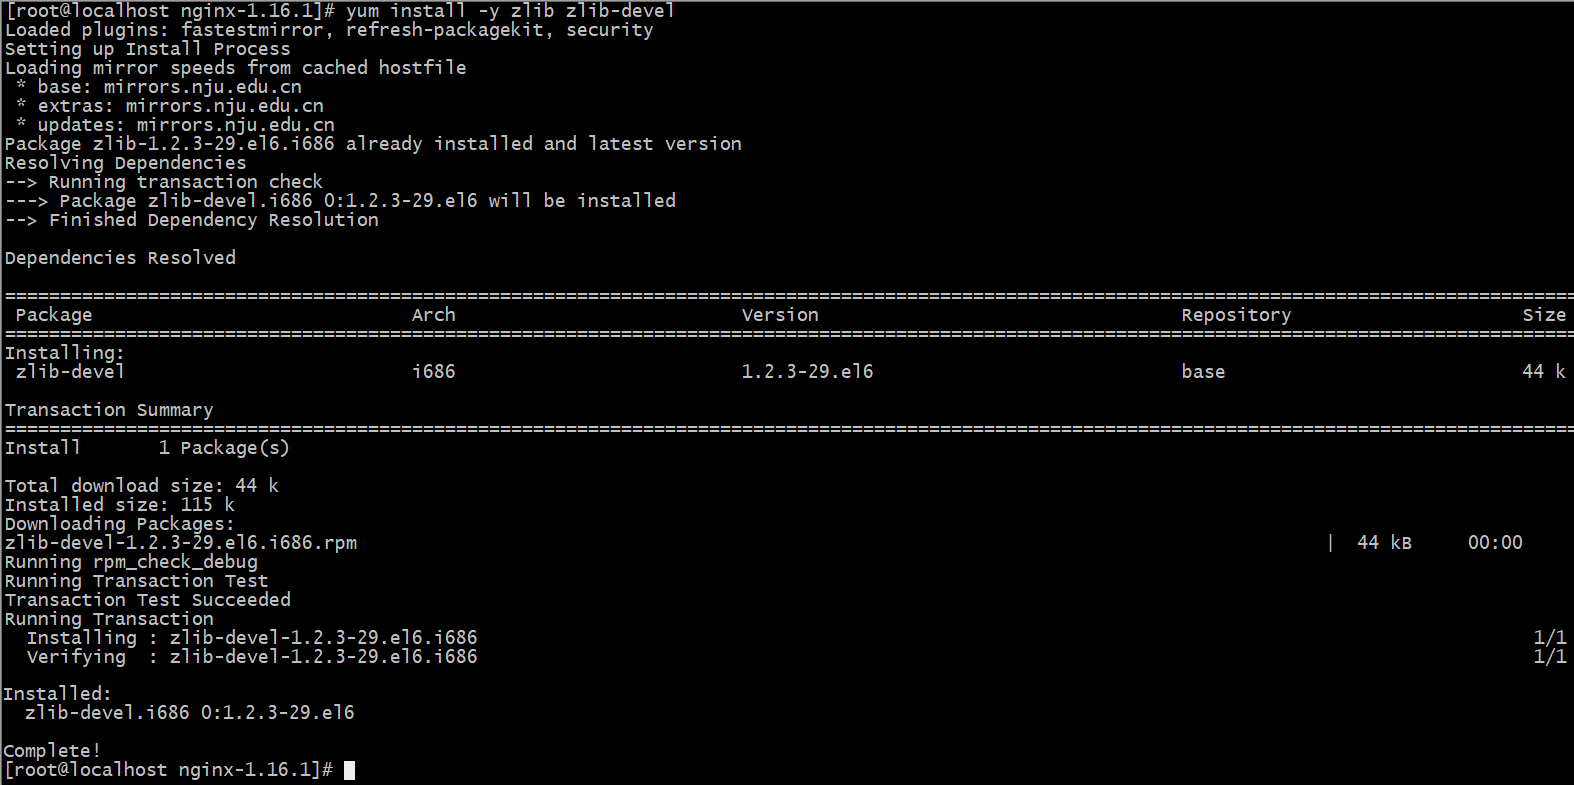 [root@localhost nginx-1.16.1]# yum install -y zlib zlib-devel
Loaded plugins: fastestmirror, refresh-packagekit, security
Setting up Install Process
Loading mirror speeds from cached hostfile
 * base: mirrors.nju.edu.cn
 * extras: mirrors.nju.edu.cn
 * updates: mirrors.nju.edu.cn
Package zlib-1.2.3-29.el6.i686 already installed and latest version
Resolving Dependencies
--> Running transaction check
---> Package zlib-devel.i686 0:1.2.3-29.el6 will be installed
--> Finished Dependency Resolution

Dependencies Resolved

================================================================================
 Package Arch Version Repository Size
================================================================================
Installing:
 zlib-devel i686 1.2.3-29.el6 base 44 k

Transaction Summary
================================================================================
Install 1 Package(s)

Total download size: 44 k
Installed size: 115 k
Downloading Packages:
zlib-devel-1.2.3-29.el6.i686.rpm | 44 kB 00:00
Running rpm_check_debug
Running Transaction Test
Transaction Test Succeeded
Running Transaction
  Installing : zlib-devel-1.2.3-29.el6.i686 1/1
  Verifying  : zlib-devel-1.2.3-29.el6.i686 1/1

Installed:
  zlib-devel.i686 0:1.2.3-29.el6

Complete!
[root@localhost nginx-1.16.1]#